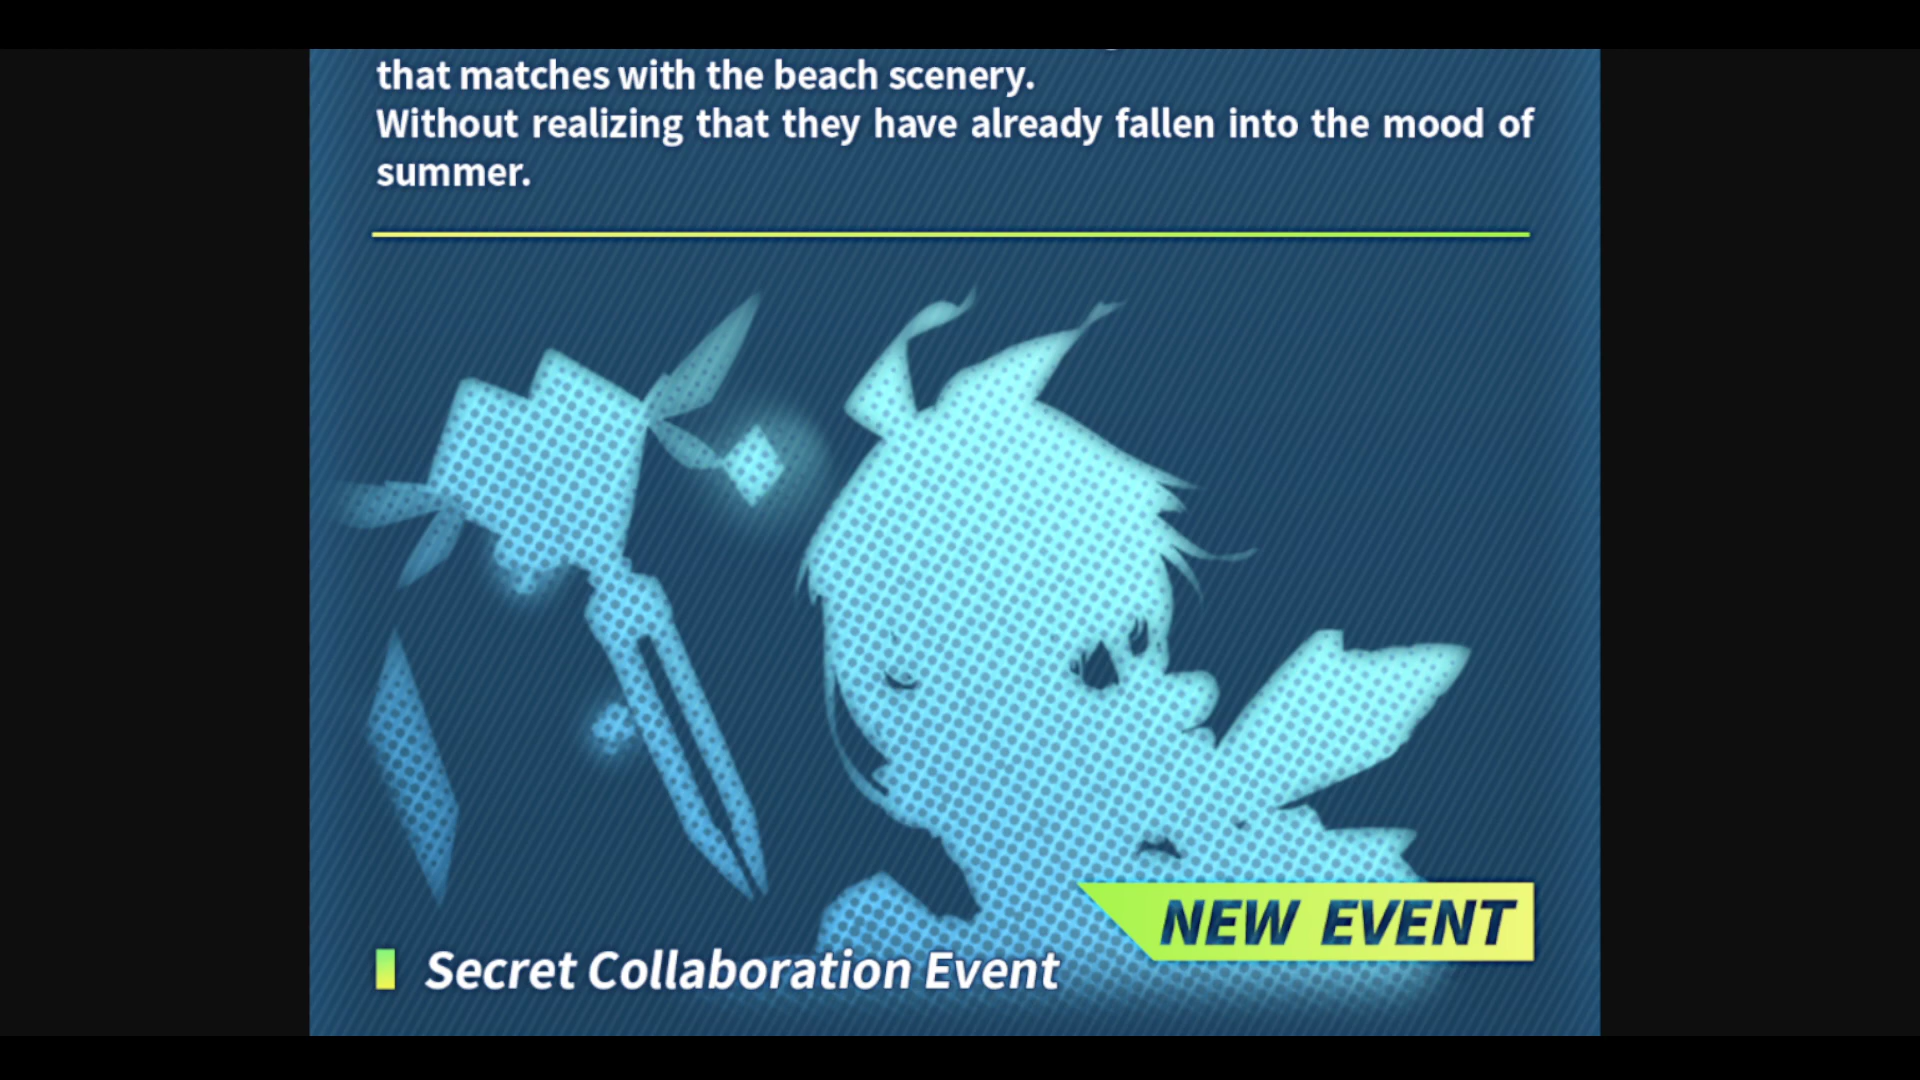 that matches with the beach scenery.
Without realizing that they have already fallen into the mood of
summer.
NEW EVENT
Secret Collaboration Event